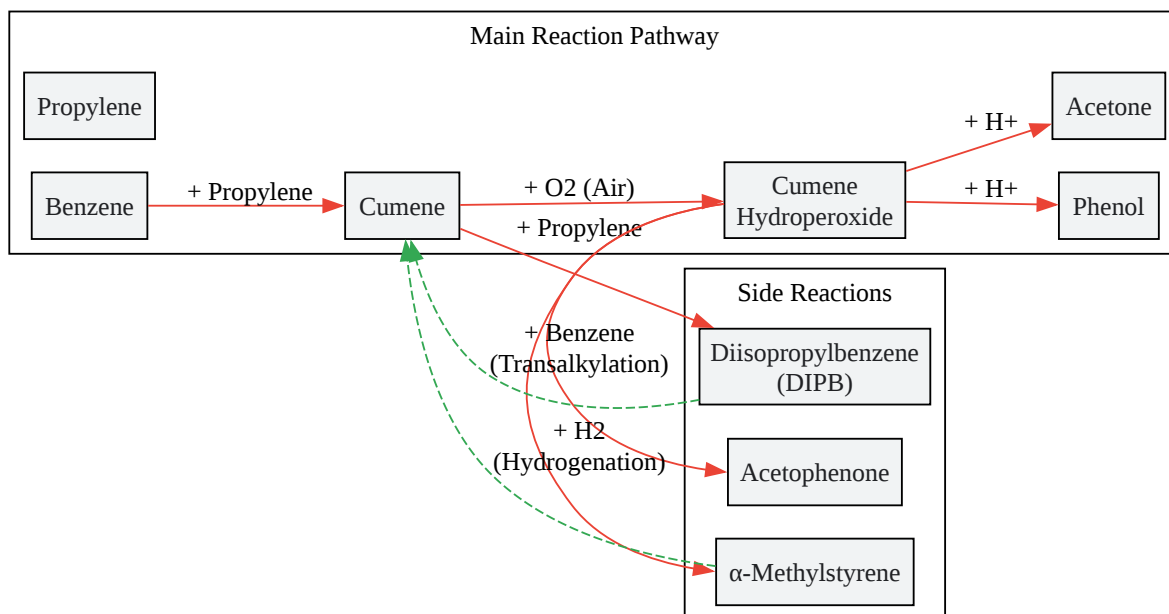 Main Reaction Pathway
Propylene
Acetone
+ H+
Benzene
+ Propylene
Cumene
+ O2 (Air)
Cumene
Hydroperoxide
+ H+
Phenol
+ Propylene
Side Reactions
+ Benzene
(Transalkylation)
Diisopropylbenzene
(DIPB)
+ H2
(Hydrogenation)
Acetophenone
α-Methylstyrene